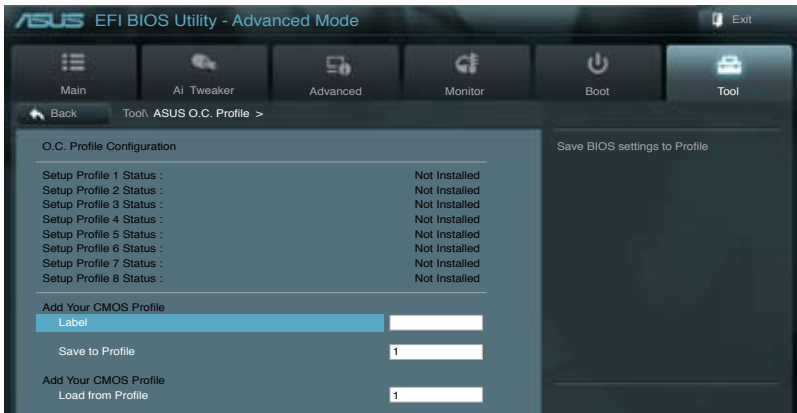 ASUS EFI BIOS Utility - Advanced Mode
Exit
Main Ai Tweaker Advanced Monitor Boot Tool
Back Tool\ ASUS O.C. Profile >
O.C. Profile Configuration
Save BIOS settings to Profile
Setup Profile 1 Status : Not Installed
Setup Profile 2 Status : Not Installed
Setup Profile 3 Status : Not Installed
Setup Profile 4 Status : Not Installed
Setup Profile 5 Status : Not Installed
Setup Profile 6 Status : Not Installed
Setup Profile 7 Status : Not Installed
Setup Profile 8 Status : Not Installed
Add Your CMOS Profile
Label
Save to Profile 1
Add Your CMOS Profile
Load from Profile 1